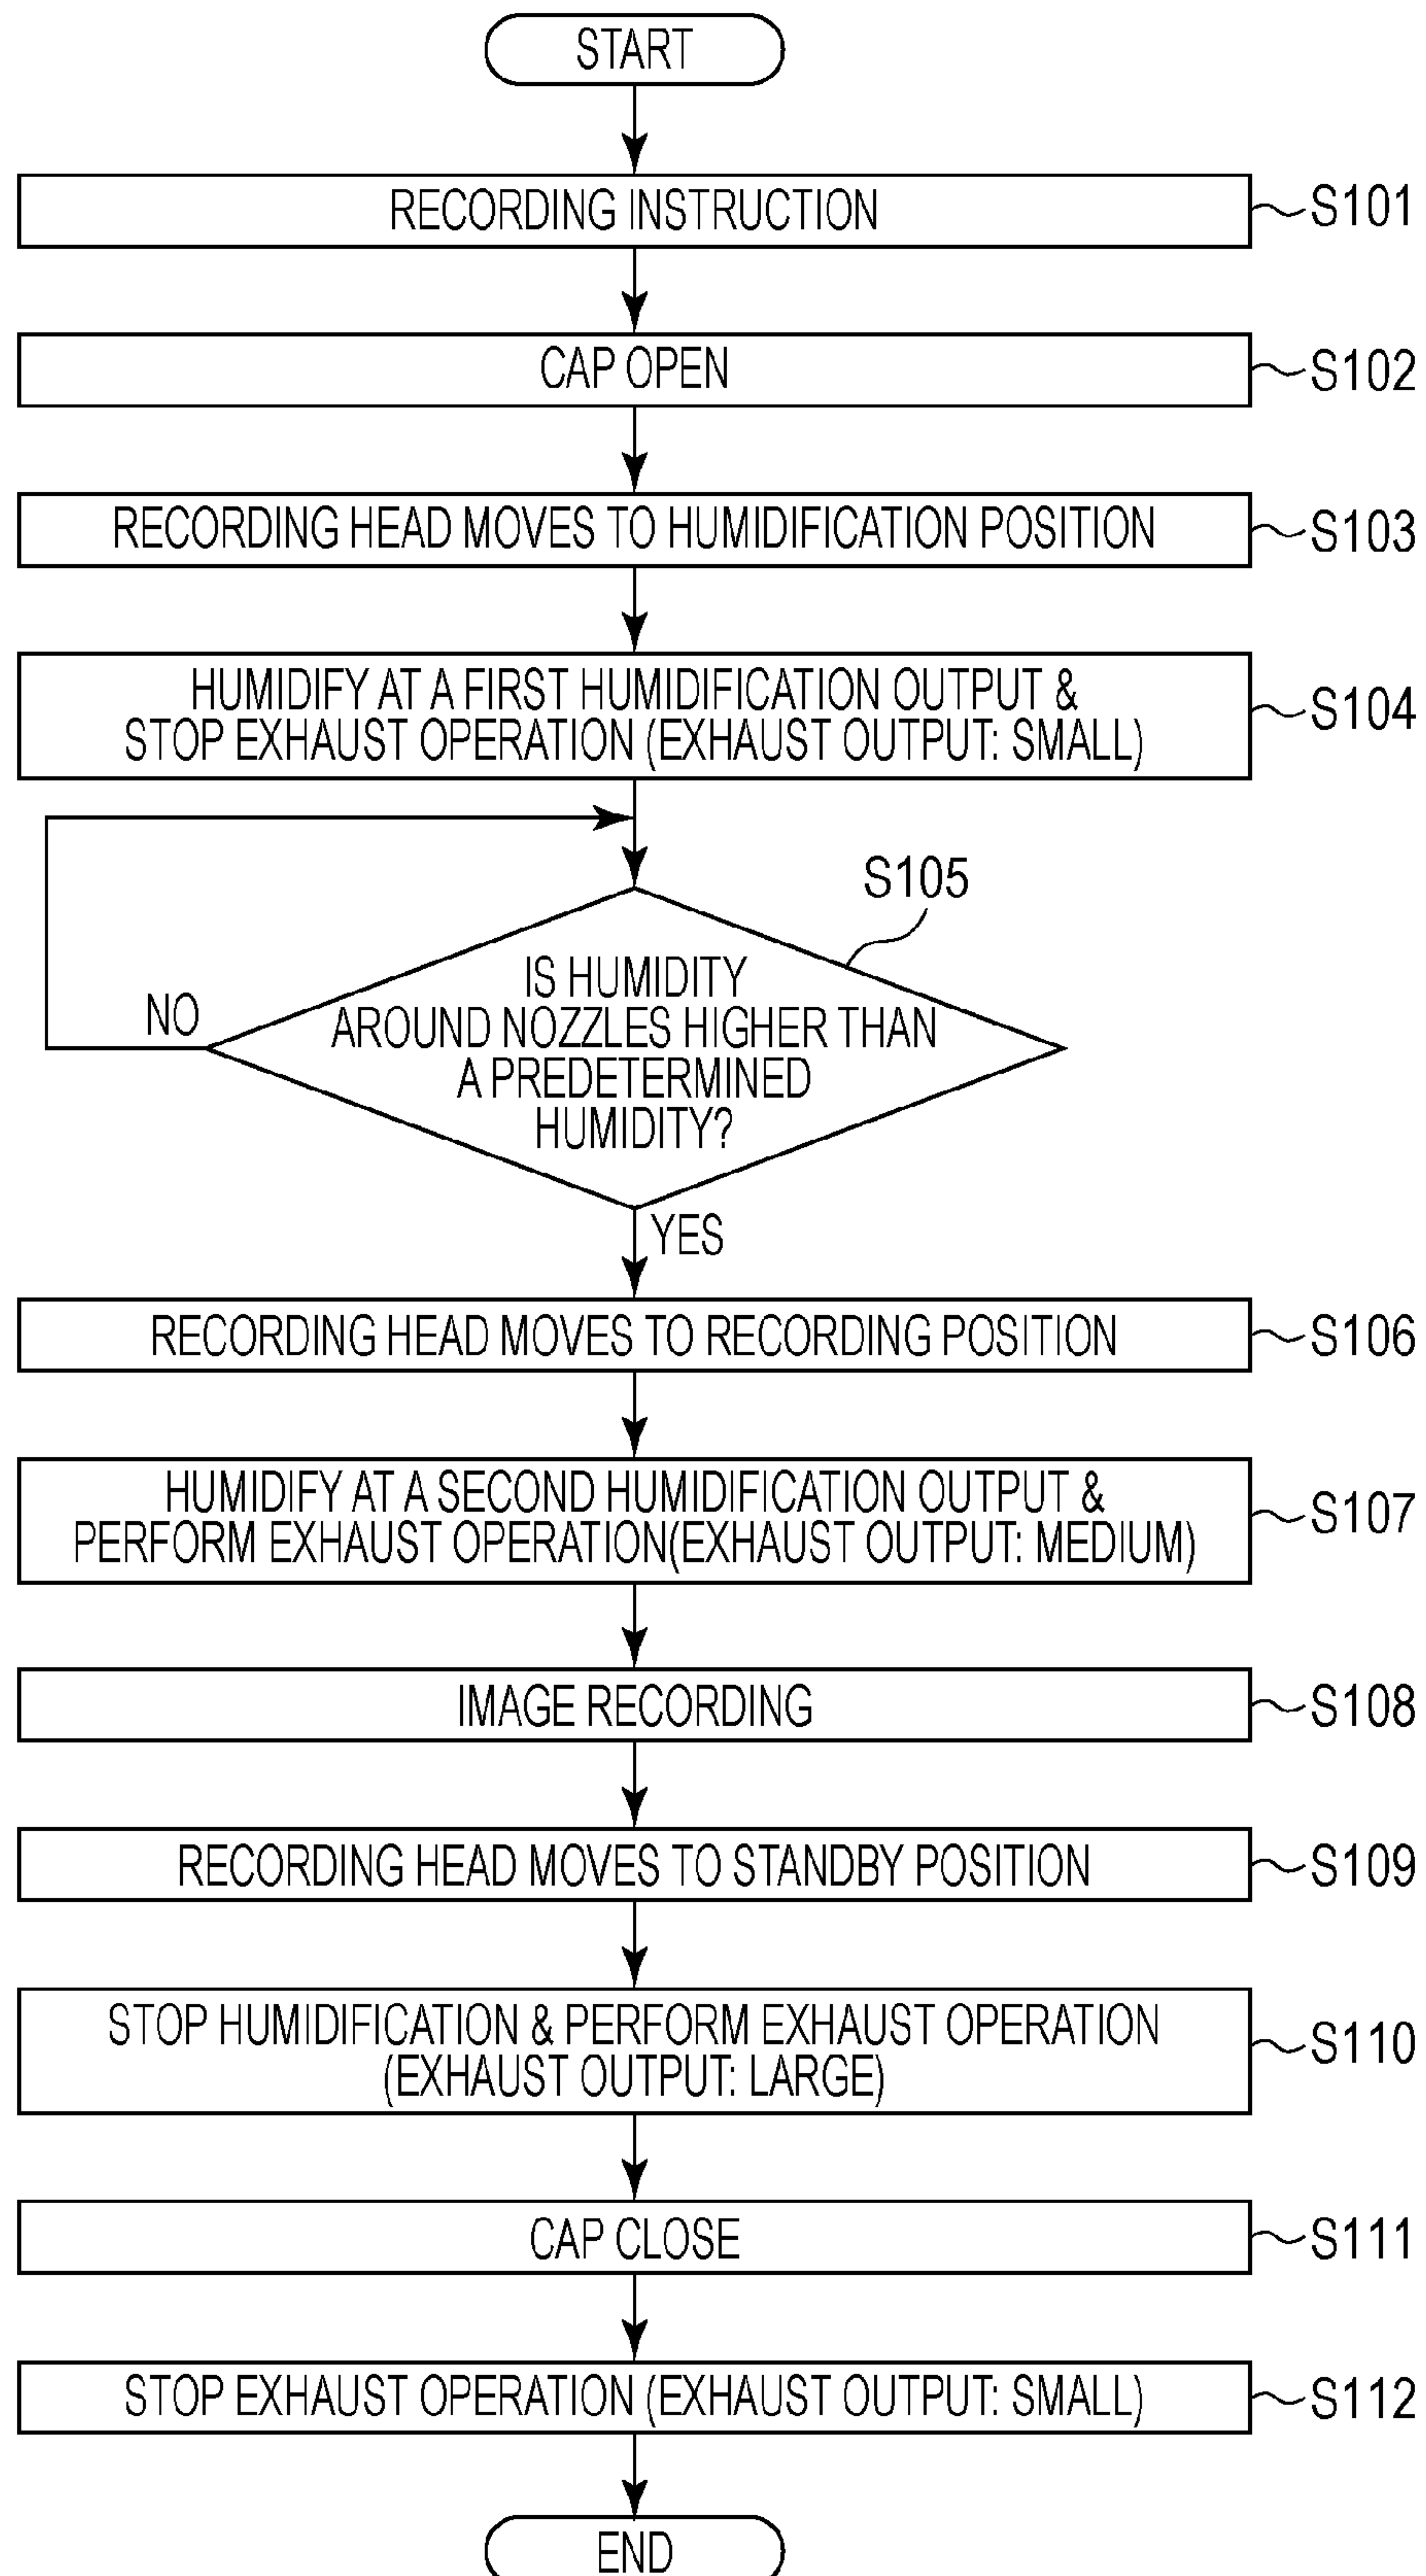 START
RECORDING INSTRUCTION
S101
CAP OPEN
S102
RECORDING HEAD MOVES TO HUMIDIFICATION POSITION
S103
HUMIDIFY AT A FIRST HUMIDIFICATION OUTPUT &
STOP EXHAUST OPERATION (EXHAUST OUTPUT: SMALL)
S104
S105
IS HUMIDITY
AROUND NOZZLES HIGHER THAN
A PREDETERMINED
HUMIDITY?
NO
YES
RECORDING HEAD MOVES TO RECORDING POSITION
S106
HUMIDIFY AT A SECOND HUMIDIFICATION OUTPUT &
PERFORM EXHAUST OPERATION(EXHAUST OUTPUT: MEDIUM)
S107
IMAGE RECORDING
S108
RECORDING HEAD MOVES TO STANDBY POSITION
S109
STOP HUMIDIFICATION & PERFORM EXHAUST OPERATION
(EXHAUST OUTPUT: LARGE)
S110
CAP CLOSE
S111
STOP EXHAUST OPERATION (EXHAUST OUTPUT: SMALL)
S112
END